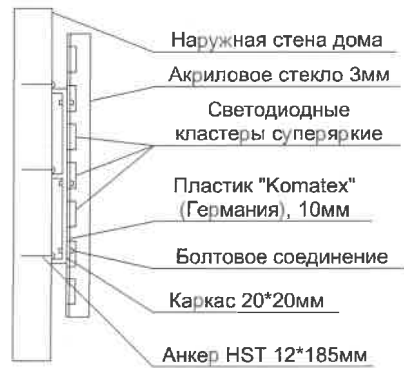 Наружная стена дома
Акриловое стекло 3мм
Светодиодные
кластеры суперяркие
Пластик "Komatex"
(Германия), 10мм
Болтовое соединение
Каркас 20*20мм
Анкер HST 12*185мм